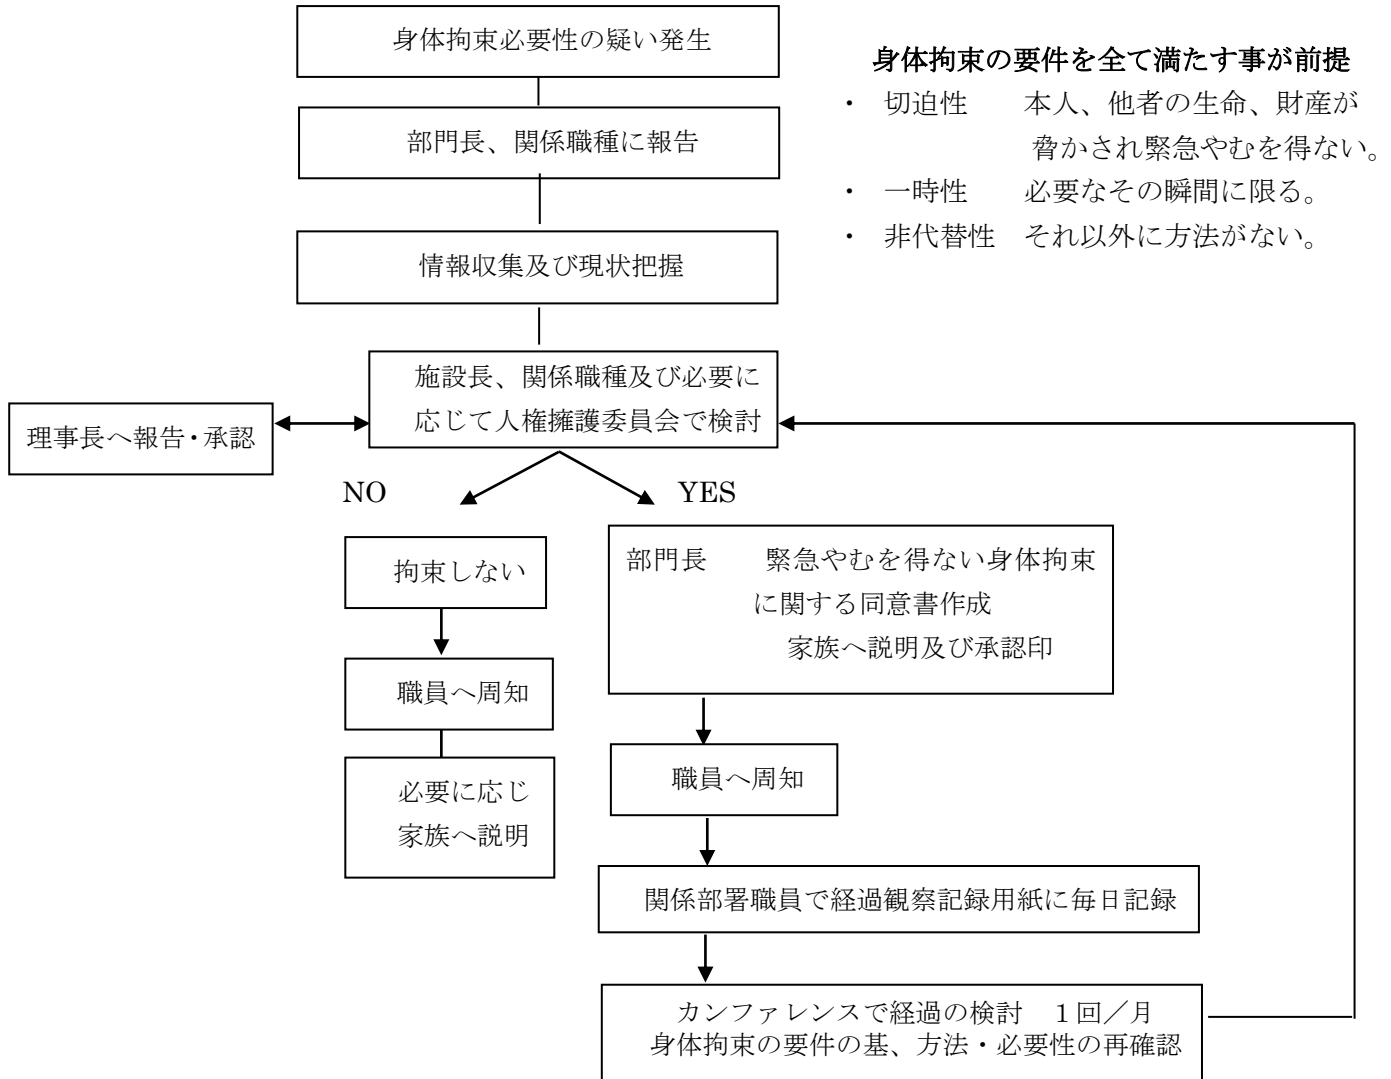 身体拘束必要性の疑い発生
部門長、関係職種に報告
情報収集及び現状把握
身体拘束の要件を全て満たす事が前提
・ 切迫性 本人、他者の生命、財産が
脅かされ緊急やむを得ない。
・ 一時性 必要なその瞬間に限る。
・ 非代替性 それ以外に方法がない。
施設長、関係職種及び必要に
応じて人権擁護委員会で検討
理事長へ報告・承認
NO
YES
拘束しない
職員へ周知
必要に応じ
家族へ説明
部門長 緊急やむを得ない身体拘束
に関する同意書作成
家族へ説明及び承認印
職員へ周知
関係部署職員で経過観察記録用紙に毎日記録
カンファレンスで経過の検討 １回／月
身体拘束の要件の基、方法・必要性の再確認